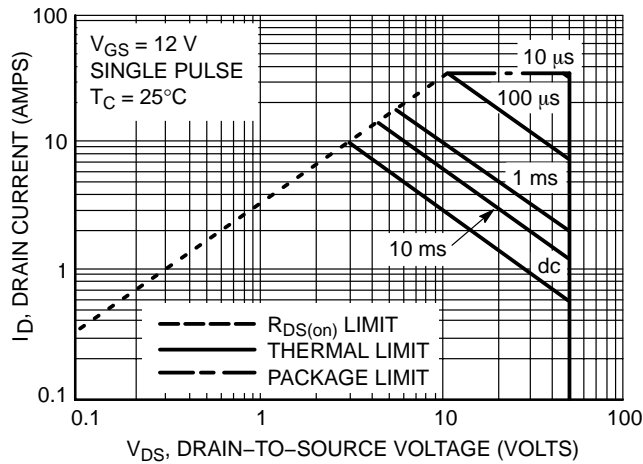 100
10
1
0.1
I_D, DRAIN CURRENT (AMPS)
V_GS = 12 V
SINGLE PULSE
T_C = 25°C
10 µs
100 µs
1 ms
10 ms
dc
R_DS(on) LIMIT
THERMAL LIMIT
PACKAGE LIMIT
0.1
1
10
100
V_DS, DRAIN−TO−SOURCE VOLTAGE (VOLTS)